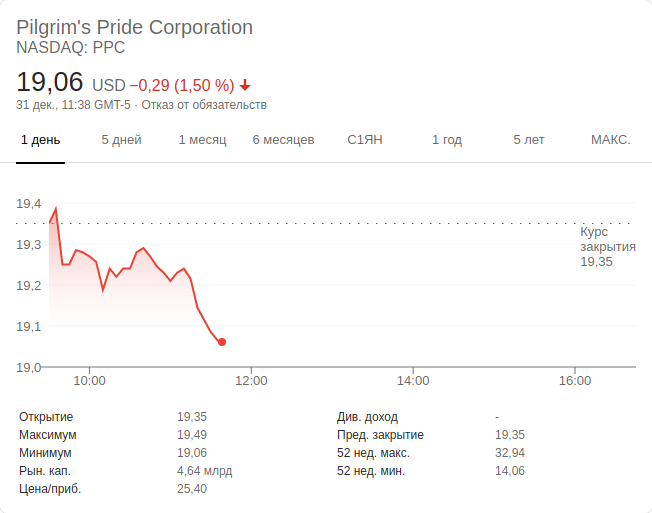 Pilgrim's Pride Corporation
NASDAQ: PPC
19,06 USD −0,29 (1,50 %)
31 дек., 11:38 GMT-5 · Отказ от обязательств
1 день 5 дней 1 месяц 6 месяцев С1ЯН 1 год 5 лет МАКС.
19,4
Курс
19,3 закрытия
19,35
19,2
19,1
19,0
10:00 12:00 14:00 16:00
Открытие 19,35 Див. доход -
Максимум 19,49 Пред. закрытие 19,35
Минимум 19,06 52 нед. макс. 32,94
Рын. кап. 4,64 млрд 52 нед. мин. 14,06
Цена/приб. 25,40